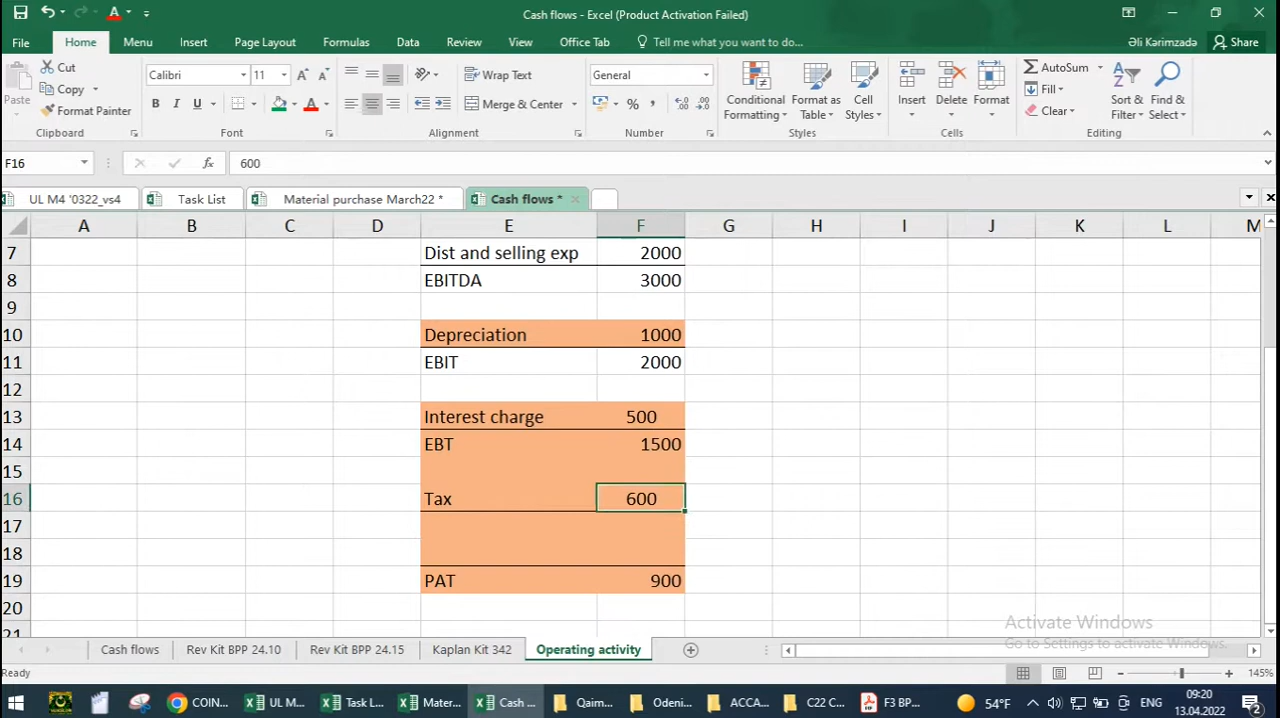 Cash flows - Excel (Product Activation Failed)
File Home Menu Insert Page Layout Formulas Data Review View Office Tab Tell me what you want to do... Əli Kərimzadə Share
Paste Cut Copy Format Painter Clipboard
Calibri 11 A A B I U A Font
Wrap Text Merge & Center Alignment
General % , Number
Conditional Formatting Format as Table Cell Styles Styles
Insert Delete Format Cells
AutoSum Fill Clear Sort & Filter Find & Select Editing
F16 fx 600
UL M4 '0322_vs4 Task List Material purchase March22 * Cash flows *
A B C D E F G H I J K L M
7 Dist and selling exp 2000
8 EBITDA 3000
9
10 Depreciation 1000
11 EBIT 2000
12
13 Interest charge 500
14 EBT 1500
15
16 Tax 600
17
18
19 PAT 900
20
21
Activate Windows
Go to Settings to activate Windows.
Cash flows Rev Kit BPP 24.10 Rev Kit BPP 24.15 Kaplan Kit 342 Operating activity
Ready 145%
COIN... UL M... Task L... Mater... Cash ... Qaim... Odeni... ACCA... C22 C... F3 BP... 54°F ENG 09:20
13.04.2022 2